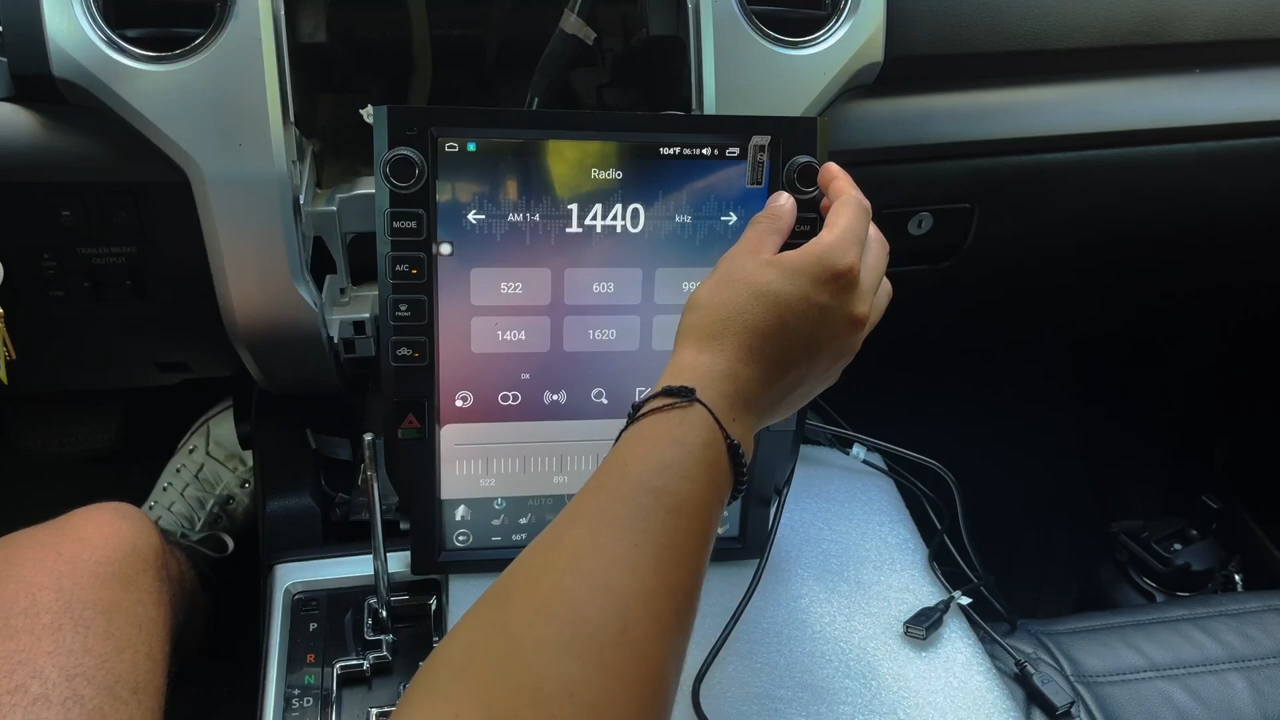 104°F 06:18 6
Radio
AM 1-4 1440 kHz
MODE
CAM
A/C
522 603 99
FRONT
1404 1620
DX
522 891
AUTO
66°F
TRAILER BRAKE
OUTPUT
P
R
N
+
S·D
-